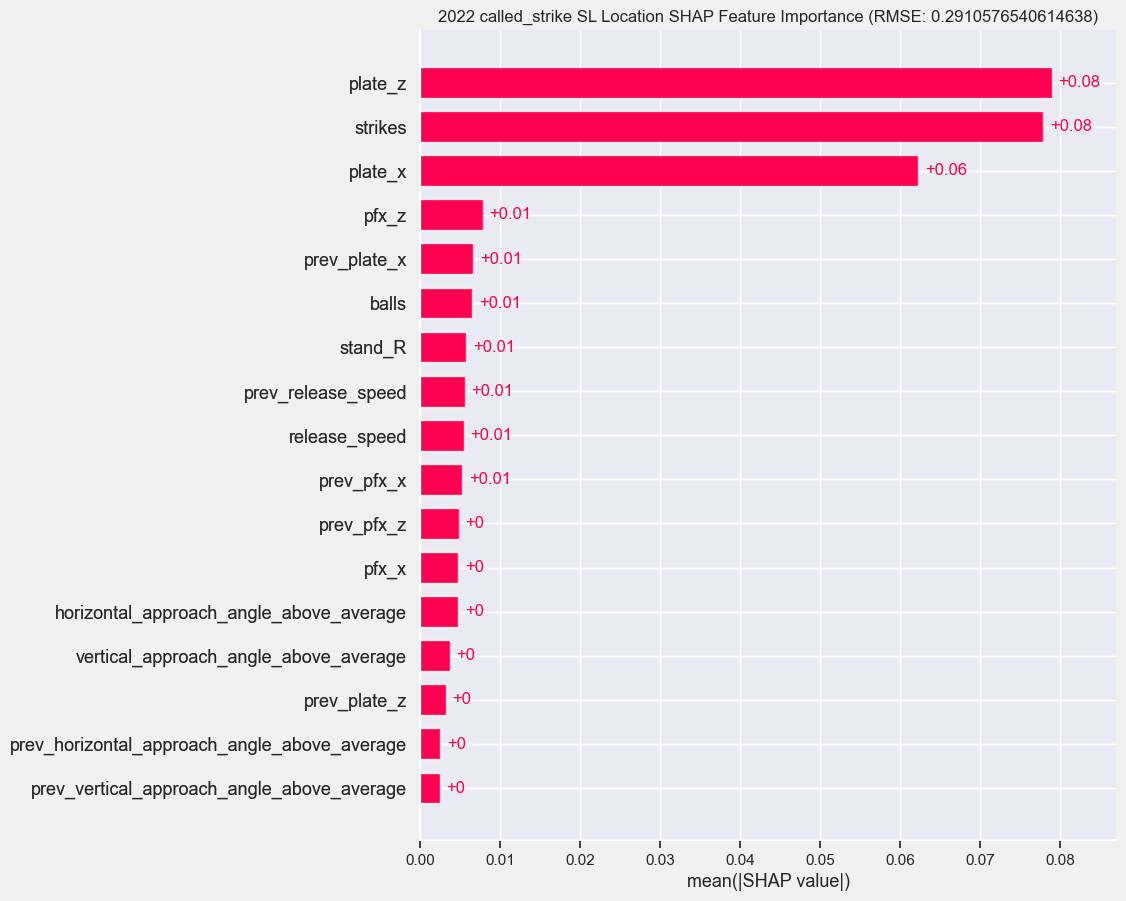 2022 called_strike SL Location SHAP Feature Importance (RMSE: 0.2910576540614638)
plate_z +0.08
strikes +0.08
plate_x +0.06
pfx_z +0.01
prev_plate_x +0.01
balls +0.01
stand_R +0.01
prev_release_speed +0.01
release_speed +0.01
prev_pfx_x +0.01
prev_pfx_z +0
pfx_x +0
horizontal_approach_angle_above_average +0
vertical_approach_angle_above_average +0
prev_plate_z +0
prev_horizontal_approach_angle_above_average +0
prev_vertical_approach_angle_above_average +0
0.00 0.01 0.02 0.03 0.04 0.05 0.06 0.07 0.08
mean(|SHAP value|)